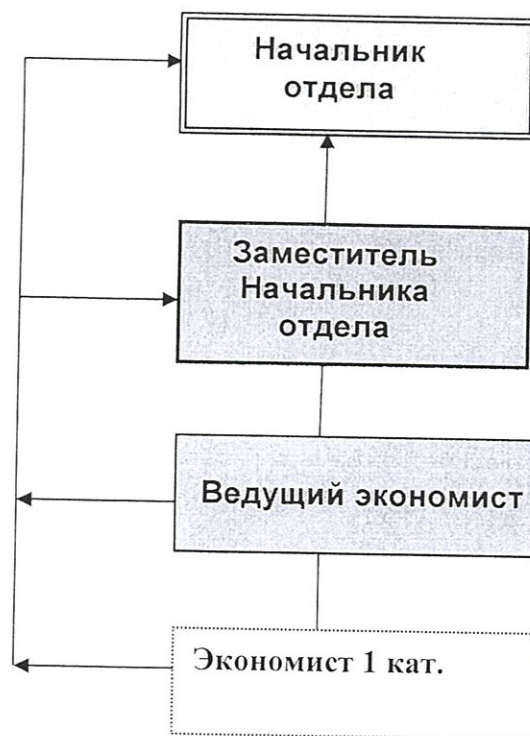 Начальник
отдела
Заместитель
Начальника
отдела
Ведущий экономист
Экономист 1 кат.